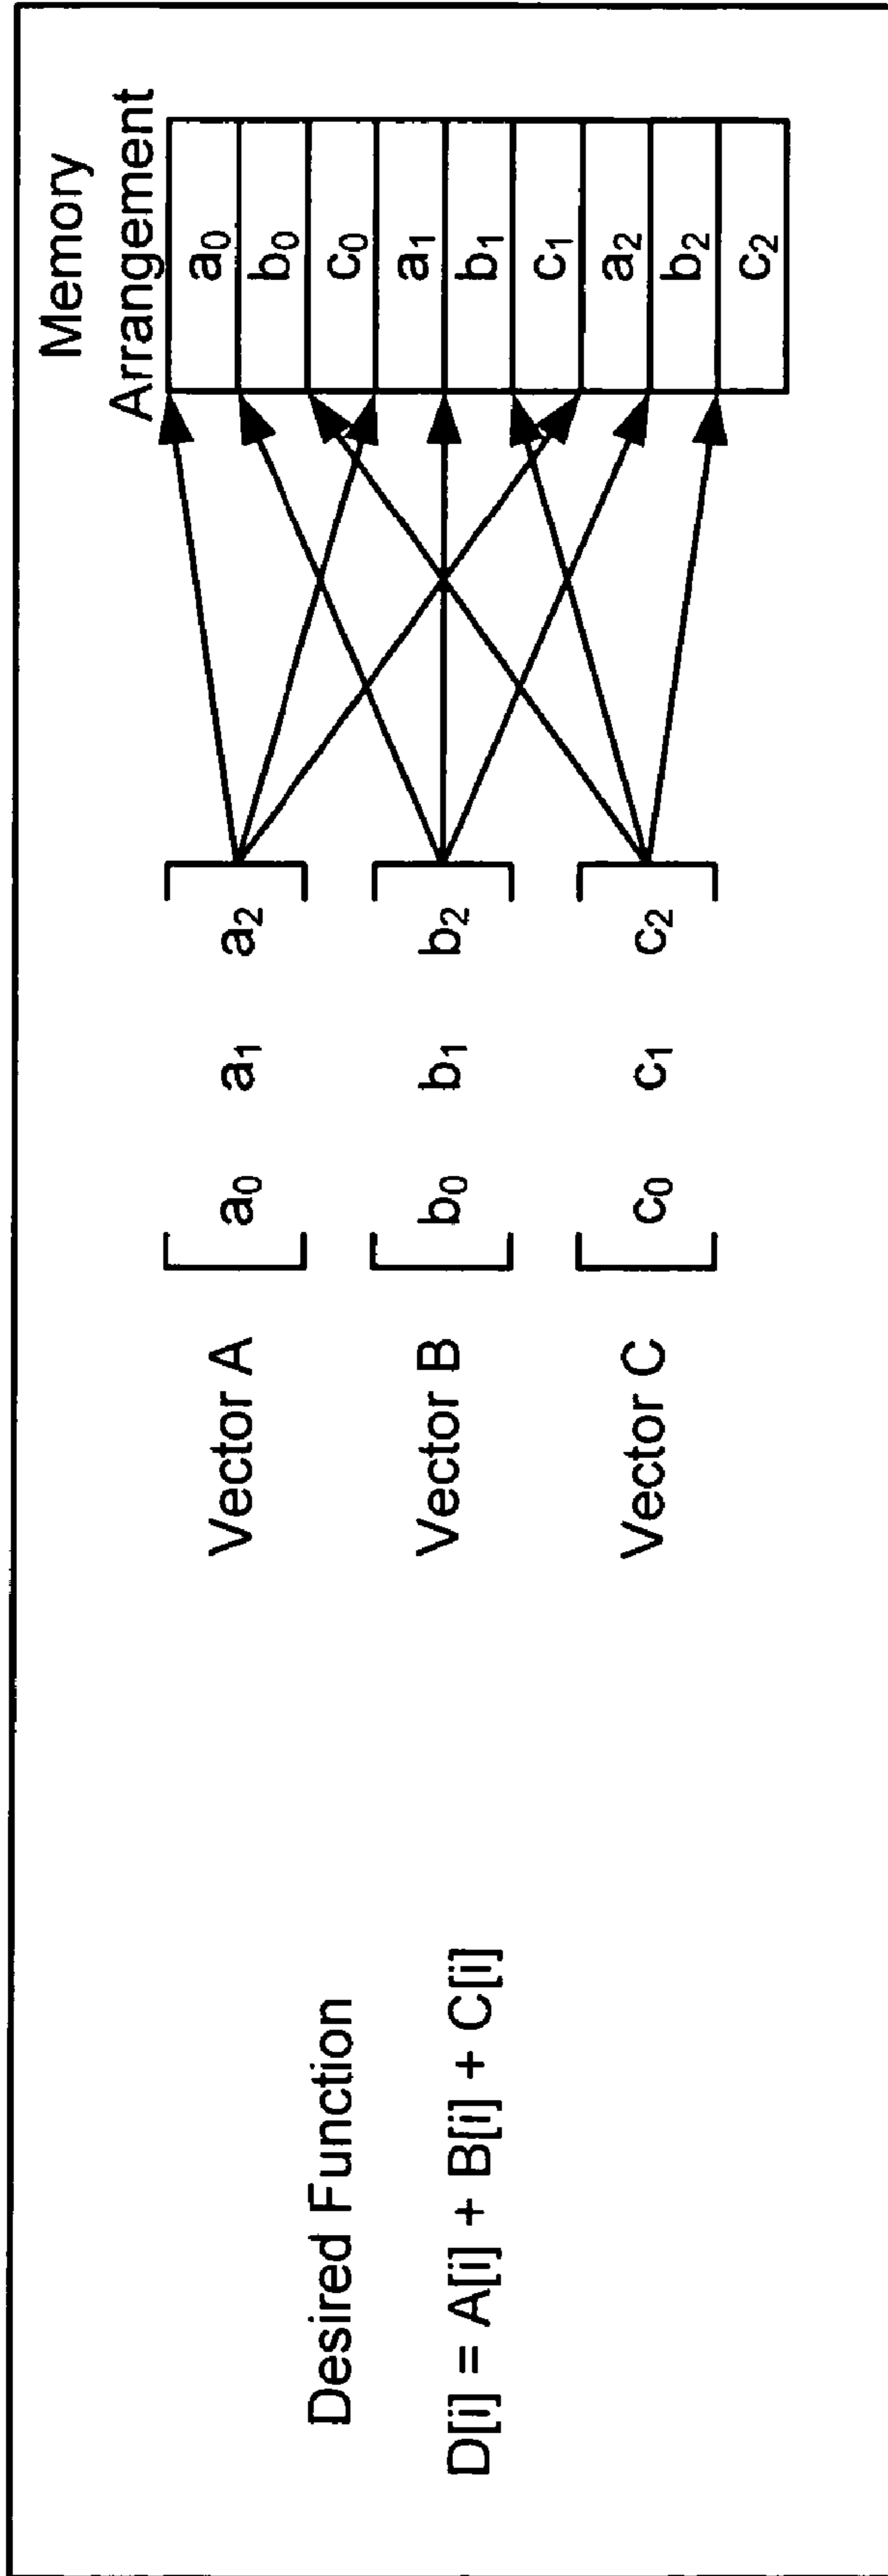 Desired Function
D[i] = A[i] + B[i] + C[i]
Vector A
a₀ a₁ a₂
Vector B
b₀ b₁ b₂
Vector C
c₀ c₁ c₂
Memory
Arrangement
a₀
b₀
c₀
a₁
b₁
c₁
a₂
b₂
c₂